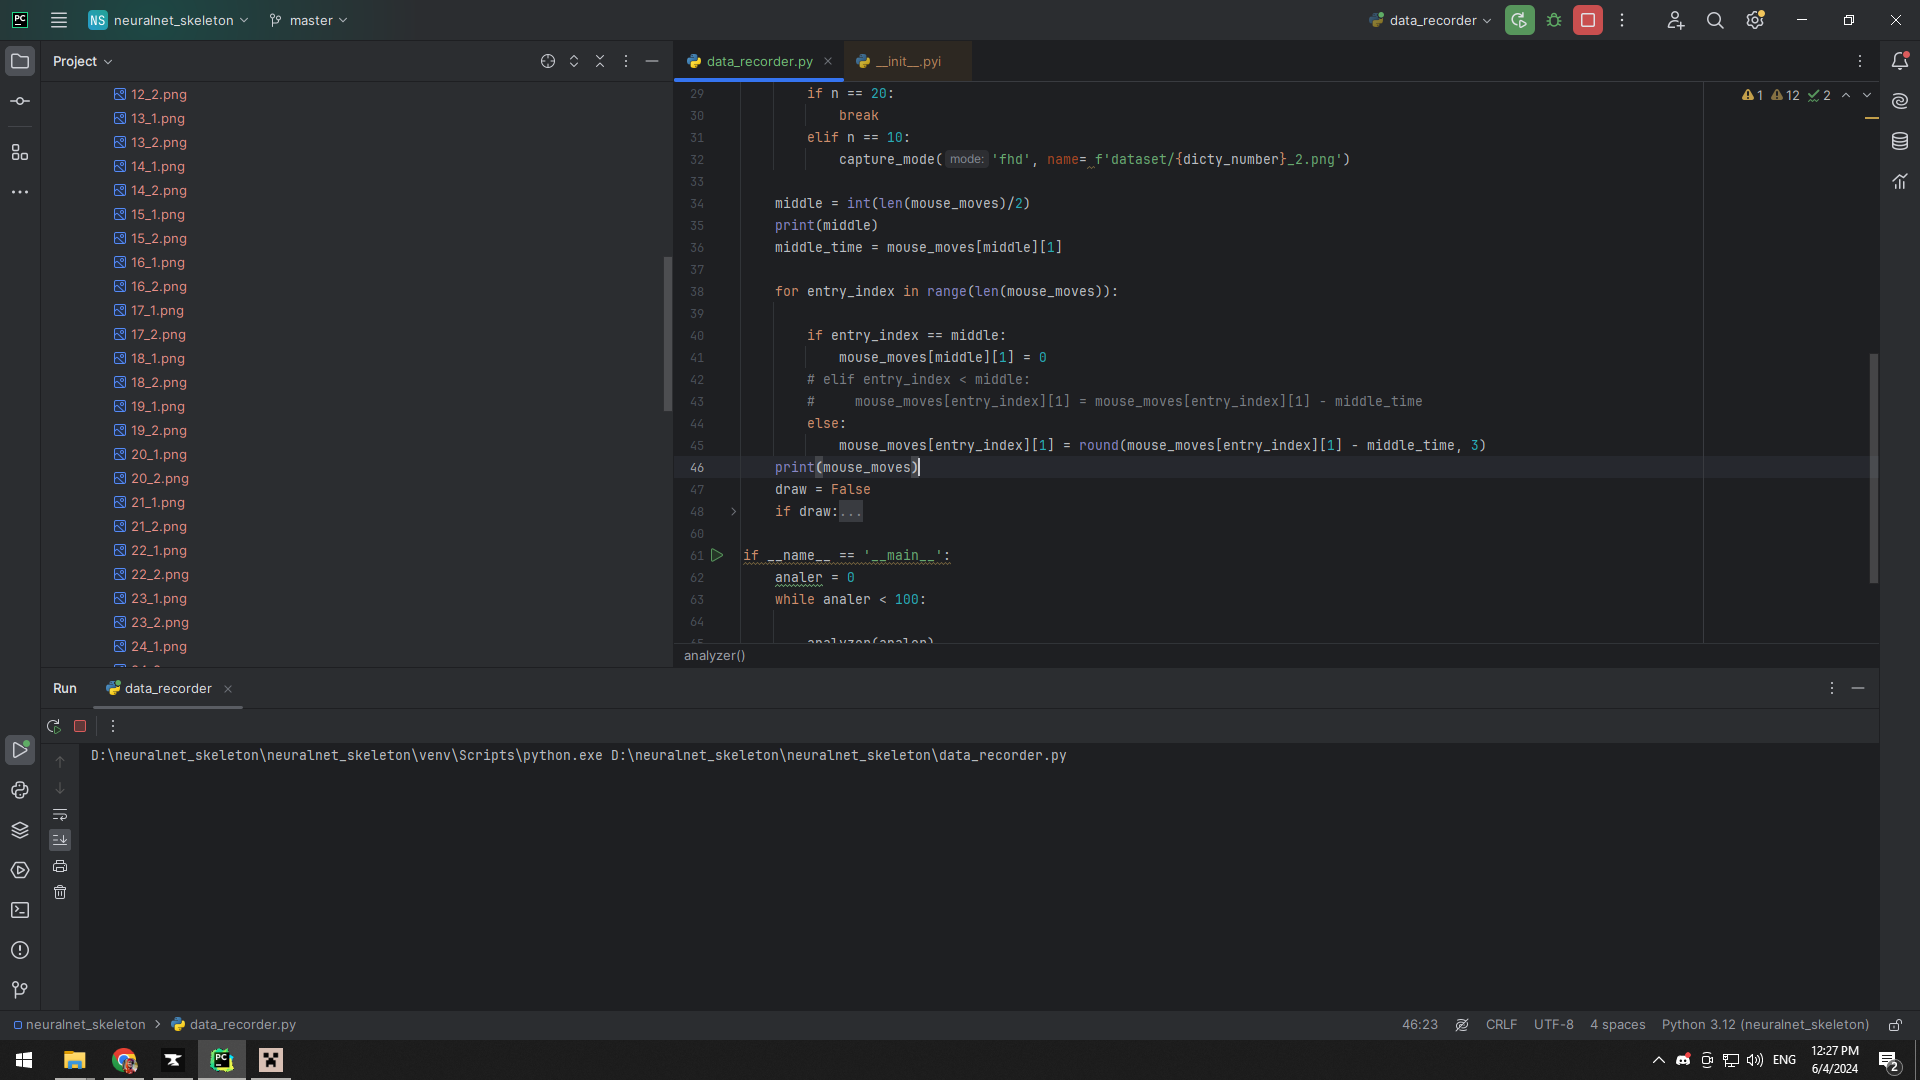 PC
NS neuralnet_skeleton master
data_recorder
Project
data_recorder.py
__init__.pyi
12_2.png
13_1.png
13_2.png
14_1.png
14_2.png
15_1.png
15_2.png
16_1.png
16_2.png
17_1.png
17_2.png
18_1.png
18_2.png
19_1.png
19_2.png
20_1.png
20_2.png
21_1.png
21_2.png
22_1.png
22_2.png
23_1.png
23_2.png
24_1.png
1 12 2
29 if n == 20:
30 break
31 elif n == 10:
32 capture_mode( mode: 'fhd', name= f'dataset/{dicty_number}_2.png')
33
34 middle = int(len(mouse_moves)/2)
35 print(middle)
36 middle_time = mouse_moves[middle][1]
37
38 for entry_index in range(len(mouse_moves)):
39
40 if entry_index == middle:
41 mouse_moves[middle][1] = 0
42 # elif entry_index < middle:
43 #     mouse_moves[entry_index][1] = mouse_moves[entry_index][1] - middle_time
44 else:
45 mouse_moves[entry_index][1] = round(mouse_moves[entry_index][1] - middle_time, 3)
46 print(mouse_moves)
47 draw = False
48 if draw:...
60
61 if __name__ == '__main__':
62 analer = 0
63 while analer < 100:
64
65 analyzer(analer)
analyzer()
Run data_recorder
D:\neuralnet_skeleton\neuralnet_skeleton\venv\Scripts\python.exe D:\neuralnet_skeleton\neuralnet_skeleton\data_recorder.py
neuralnet_skeleton > data_recorder.py
46:23 CRLF UTF-8 4 spaces Python 3.12 (neuralnet_skeleton)
PC
ENG
12:27 PM
6/4/2024
2